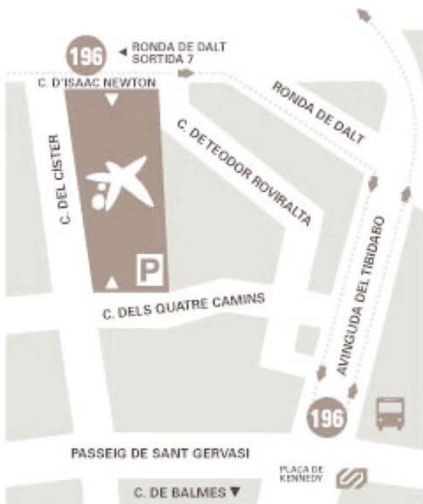 196
◄ RONDA DE DALT
SORTIDA 7
C. D'ISAAC NEWTON
RONDA DE DALT
C. DE TEODOR ROVIRALTA
C. DEL CÍSTER
P
AVINGUDA DEL TIBIDABO
C. DELS QUATRE CAMINS
196
PASSEIG DE SANT GERVASI
PLAÇA DE
KENNEDY
C. DE BALMES ▼